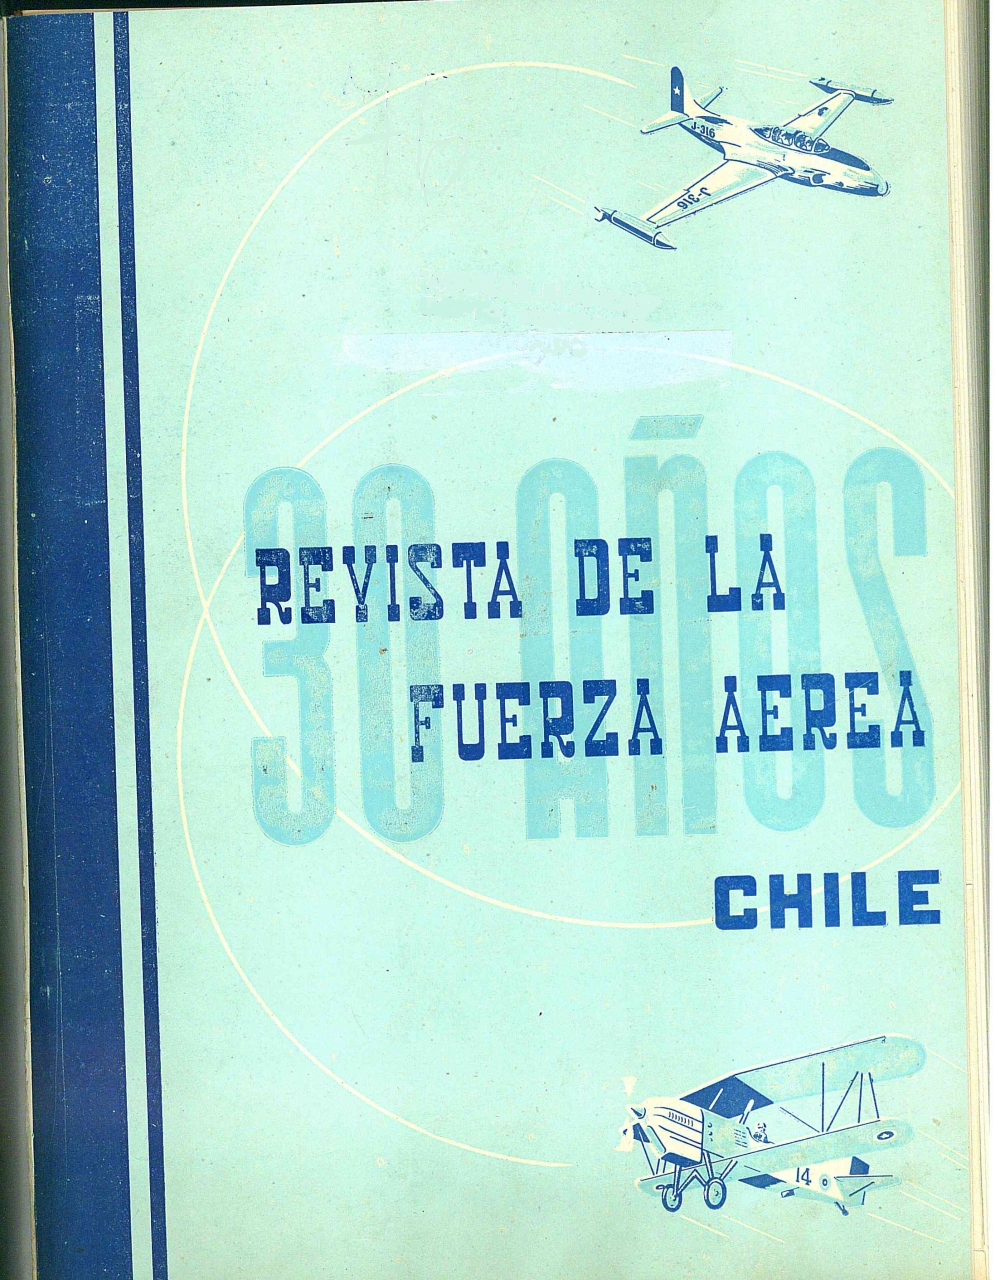 J-316
J-316
30 AÑOS
REVISTA DE LA
FUERZA AEREA
CHILE
14